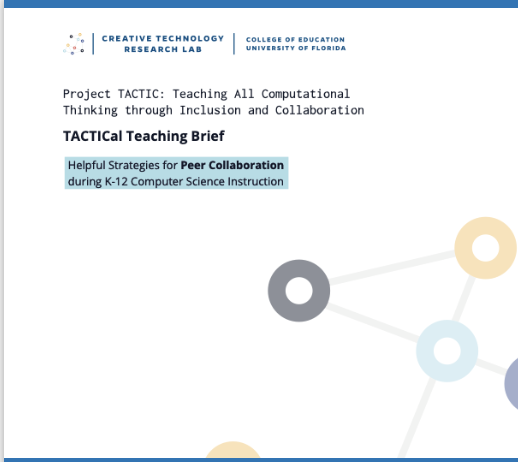 CREATIVE TECHNOLOGY
RESEARCH LAB
COLLEGE OF EDUCATION
UNIVERSITY OF FLORIDA
Project TACTIC: Teaching All Computational
Thinking through Inclusion and Collaboration
TACTICal Teaching Brief
Helpful Strategies for Peer Collaboration
during K-12 Computer Science Instruction